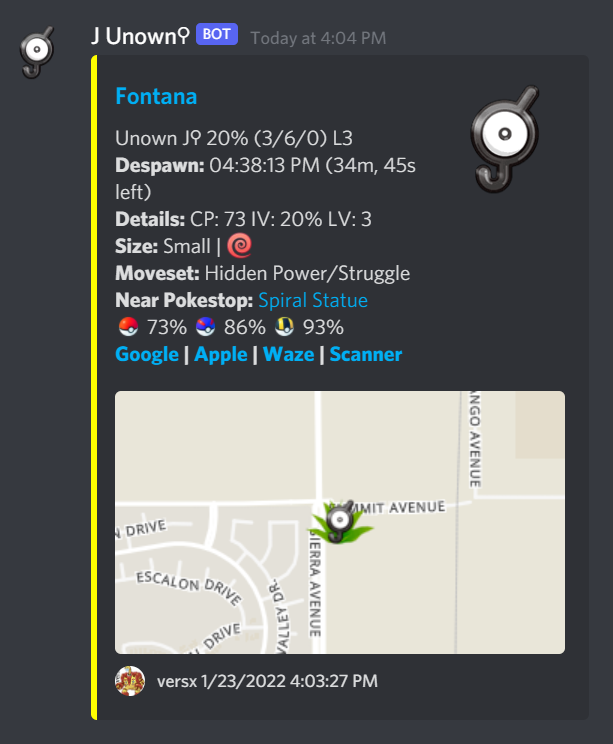 J Unown♀ BOT Today at 4:04 PM
Fontana
Unown J♀ 20% (3/6/0) L3
Despawn: 04:38:13 PM (34m, 45s
left)
Details: CP: 73 IV: 20% LV: 3
Size: Small |
Moveset: Hidden Power/Struggle
Near Pokestop: Spiral Statue
73% 86% 93%
Google | Apple | Waze | Scanner
NGO AVENUE
MMIT AVENUE
N DRIVE
IERRA AVENUE
ESCALON DRIVE
VALLEY DR.
DRIVE
versx 1/23/2022 4:03:27 PM